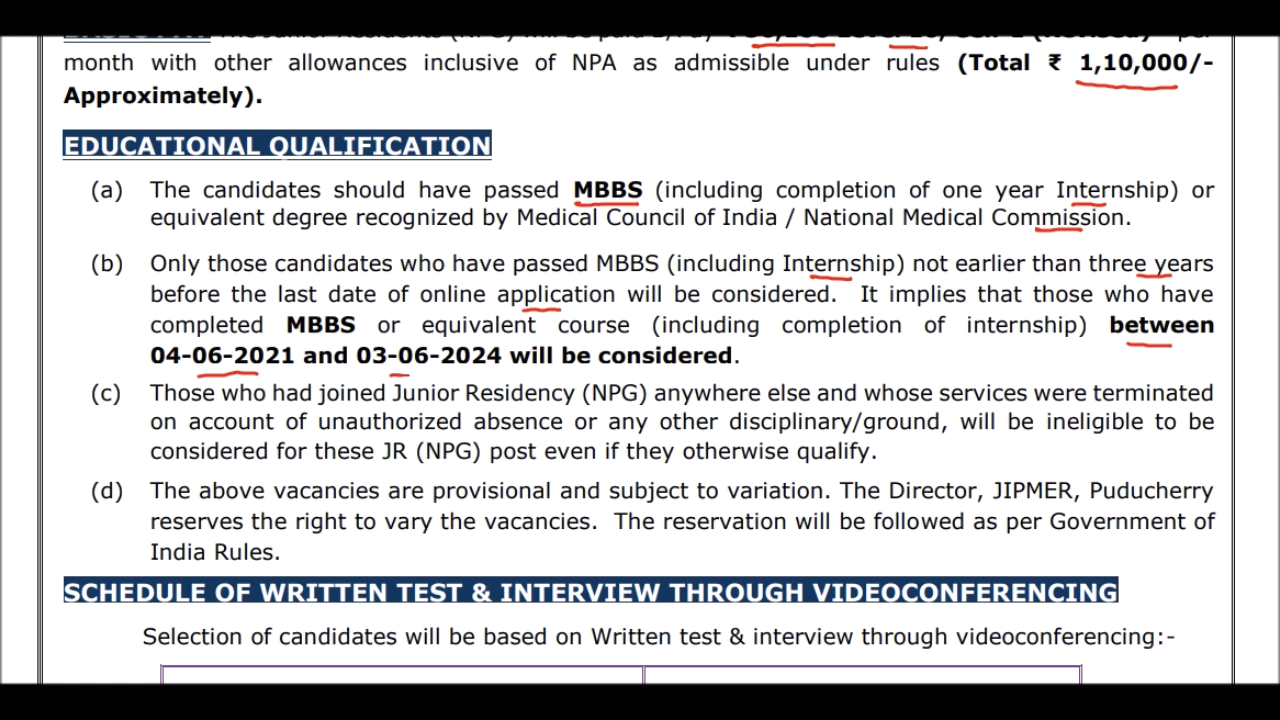 month with other allowances inclusive of NPA as admissible under rules (Total ₹ 1,10,000/-
Approximately).
EDUCATIONAL QUALIFICATION
(a) The candidates should have passed MBBS (including completion of one year Internship) or
equivalent degree recognized by Medical Council of India / National Medical Commission.
(b) Only those candidates who have passed MBBS (including Internship) not earlier than three years
before the last date of online application will be considered. It implies that those who have
completed MBBS or equivalent course (including completion of internship) between
04-06-2021 and 03-06-2024 will be considered.
(c) Those who had joined Junior Residency (NPG) anywhere else and whose services were terminated
on account of unauthorized absence or any other disciplinary/ground, will be ineligible to be
considered for these JR (NPG) post even if they otherwise qualify.
(d) The above vacancies are provisional and subject to variation. The Director, JIPMER, Puducherry
reserves the right to vary the vacancies. The reservation will be followed as per Government of
India Rules.
SCHEDULE OF WRITTEN TEST & INTERVIEW THROUGH VIDEOCONFERENCING
Selection of candidates will be based on Written test & interview through videoconferencing:-